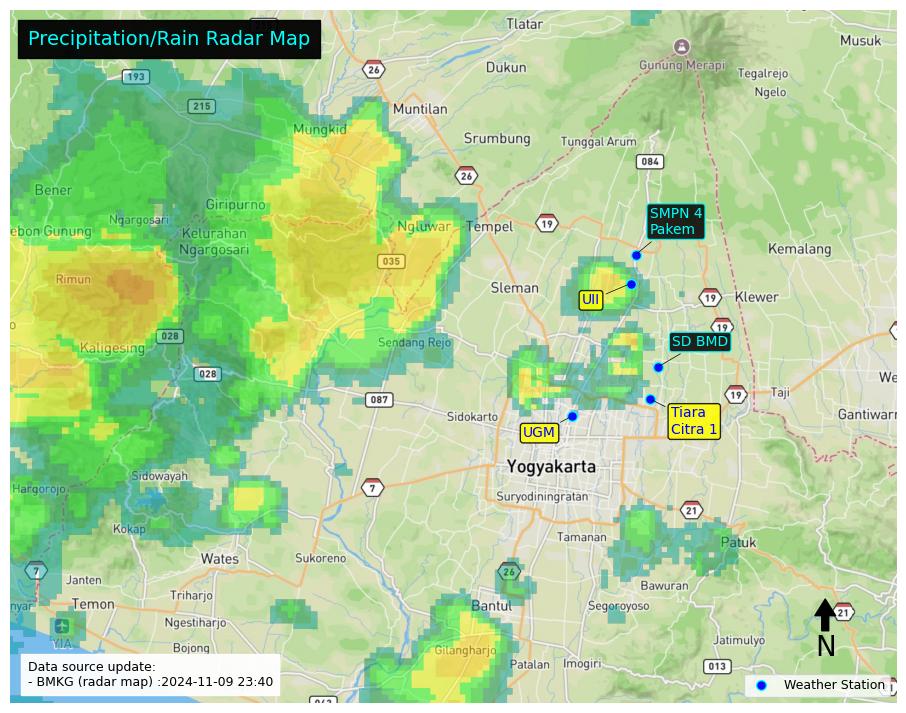 Precipitation/Rain Radar Map
Tlatar
Musuk
26
Dukun
Gunung Merapi
Tegalrejo
193
Ngelo
215
Muntilan
Mungkid
Srumbung
Tunggal Arum
084
26
Bener
Giripurno
SMPN 4
Pakem
Ngargosari
Ngluwar
Tempel
19
ebon Gunung
Kelurahan
Ngargosari
Kemalang
035
Rimun
Sleman
UII
19
Klewer
19
028
Kaligesing
Sendang Rejo
SD BMD
028
We
087
19
Taji
Sidokarto
Tiara
Citra 1
Gantiwarn
UGM
Yogyakarta
Sidowayah
Hargorojo
7
Suryodiningratan
21
Kokap
Tamanan
Patuk
Wates
Sukoreno
7
26
Janten
Bawuran
Triharjo
Temon
Bantul
Segoroyoso
nyar
21
Ngestiharjo
YIA
N
Jatimulyo
Bojong
Gilangharjo
Patalan
Imogiri
013
Data source update:
- BMKG (radar map) :2024-11-09 23:40
Weather Station